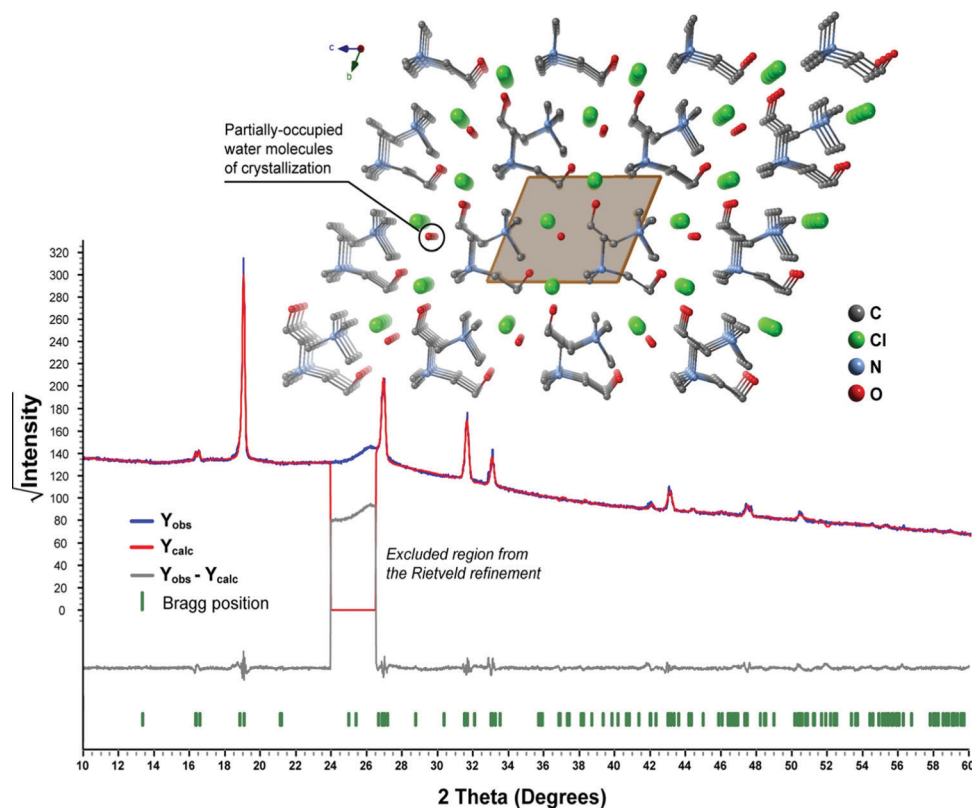 c
b
Partially-occupied
water molecules
of crystallization
C
Cl
N
O
320
300
280
260
240
220
200
180
160
140
120
100
80
60
40
20
0
√Intensity
Yobs
Ycalc
Yobs - Ycalc
Bragg position
Excluded region from
the Rietveld refinement
10 12 14 16 18 20 22 24 26 28 30 32 34 36 38 40 42 44 46 48 50 52 54 56 58 60
2 Theta (Degrees)